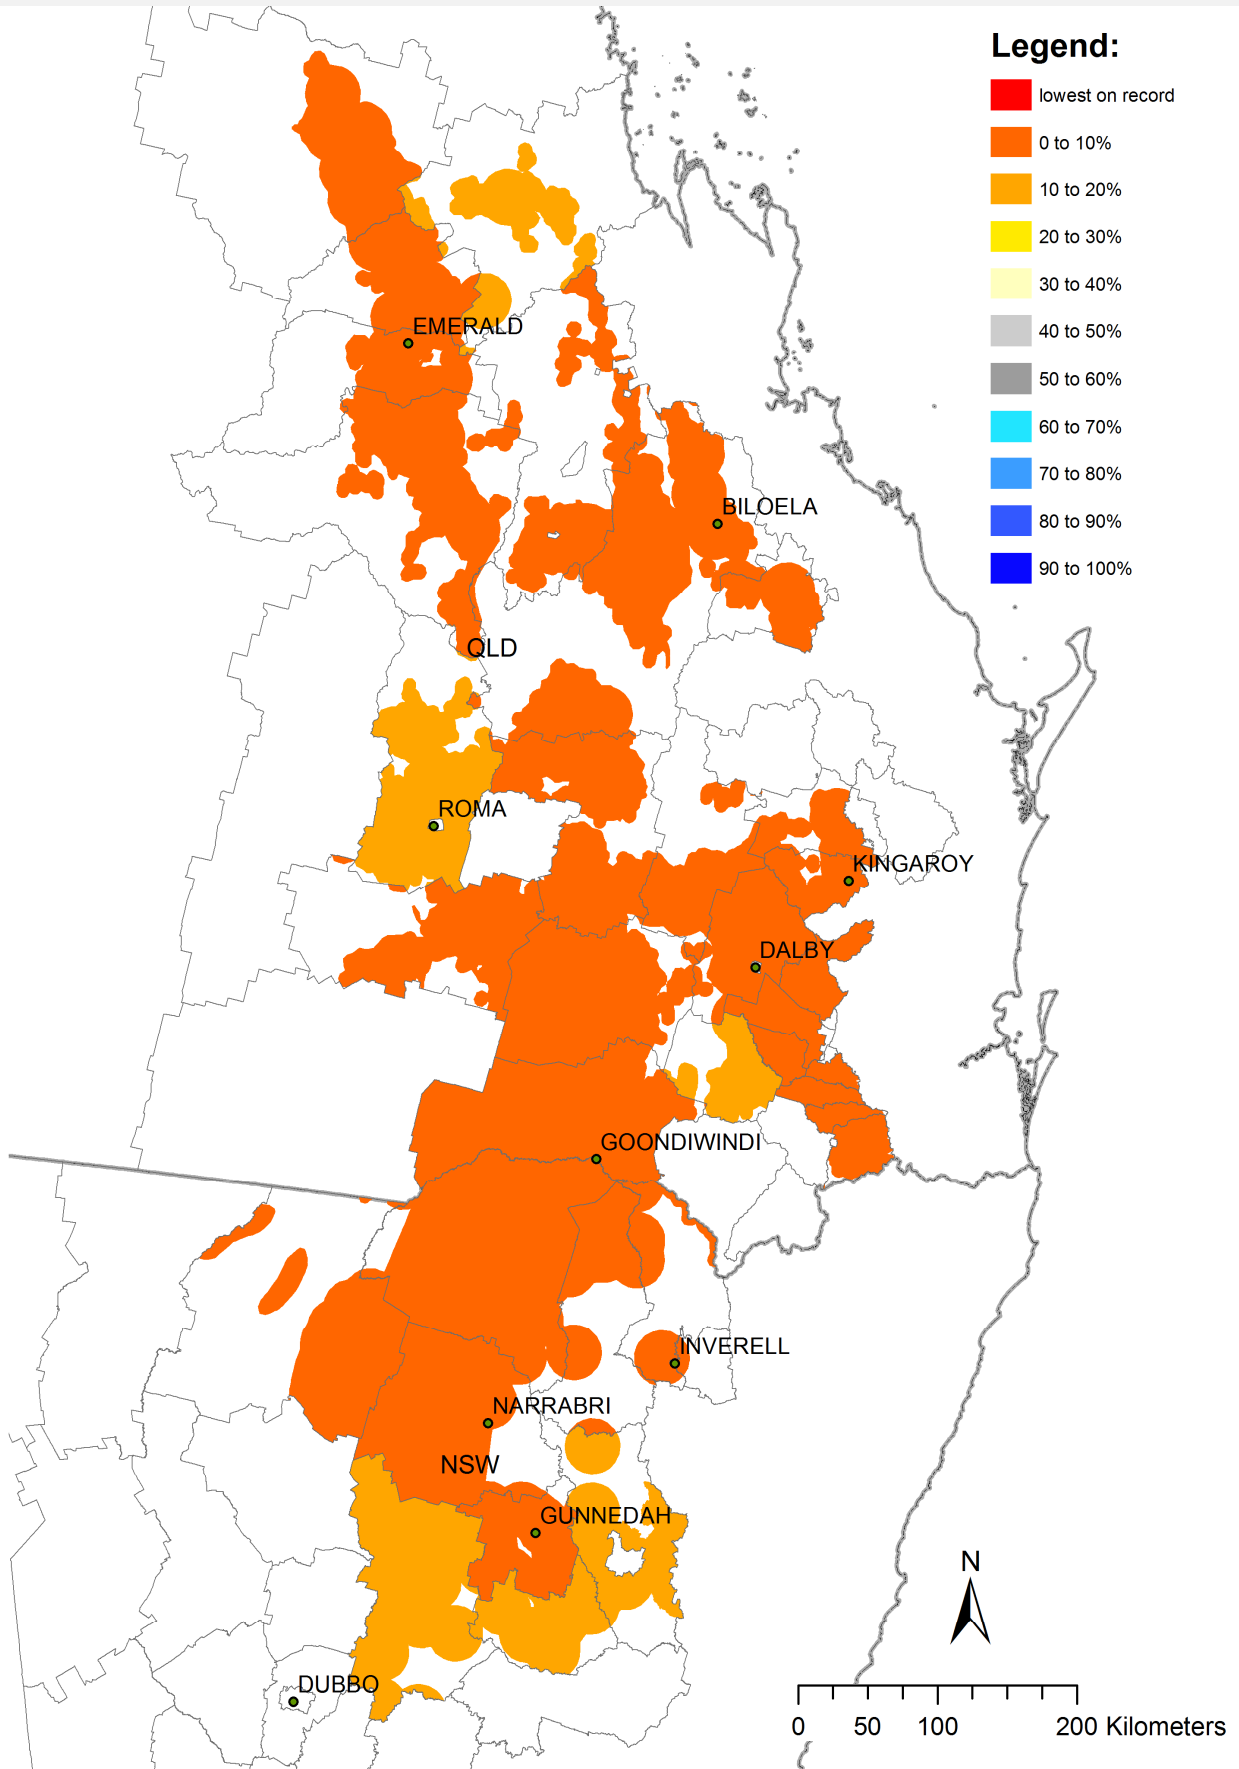 Legend:
lowest on record
0 to 10%
10 to 20%
20 to 30%
30 to 40%
40 to 50%
50 to 60%
60 to 70%
70 to 80%
80 to 90%
90 to 100%
EMERALD
BILOELA
QLD
ROMA
KINGAROY
DALBY
GOONDIWINDI
INVERELL
NARRABRI
NSW
GUNNEDAH
N
DUBBO
0 50 100 200 Kilometers